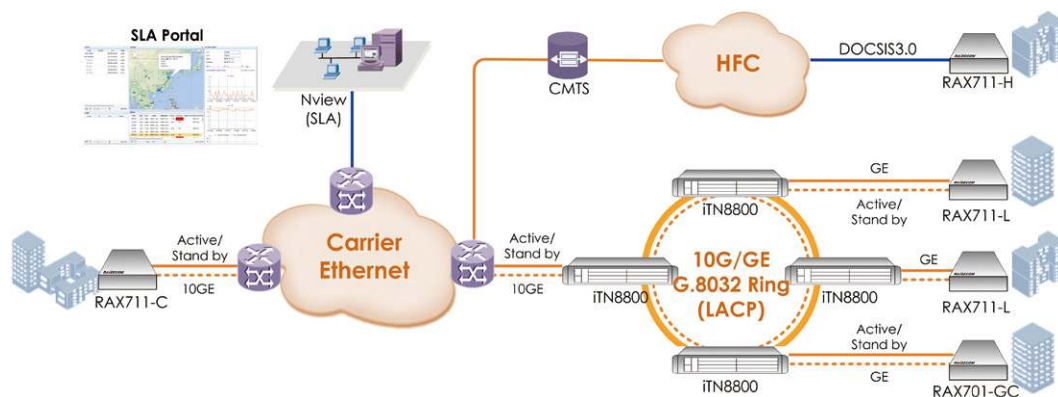 SLA Portal
Nview
(SLA)
CMTS
HFC
DOCSIS3.0
RAX711-H
Carrier
Ethernet
Active/
Stand by
10GE
RAX711-C
Active/
Stand by
10GE
iTN8800
iTN8800
10G/GE
G.8032 Ring
(LACP)
iTN8800
iTN8800
GE
Active/
Stand by
RAX711-L
GE
RAX711-L
Active/
Stand by
GE
RAX701-GC